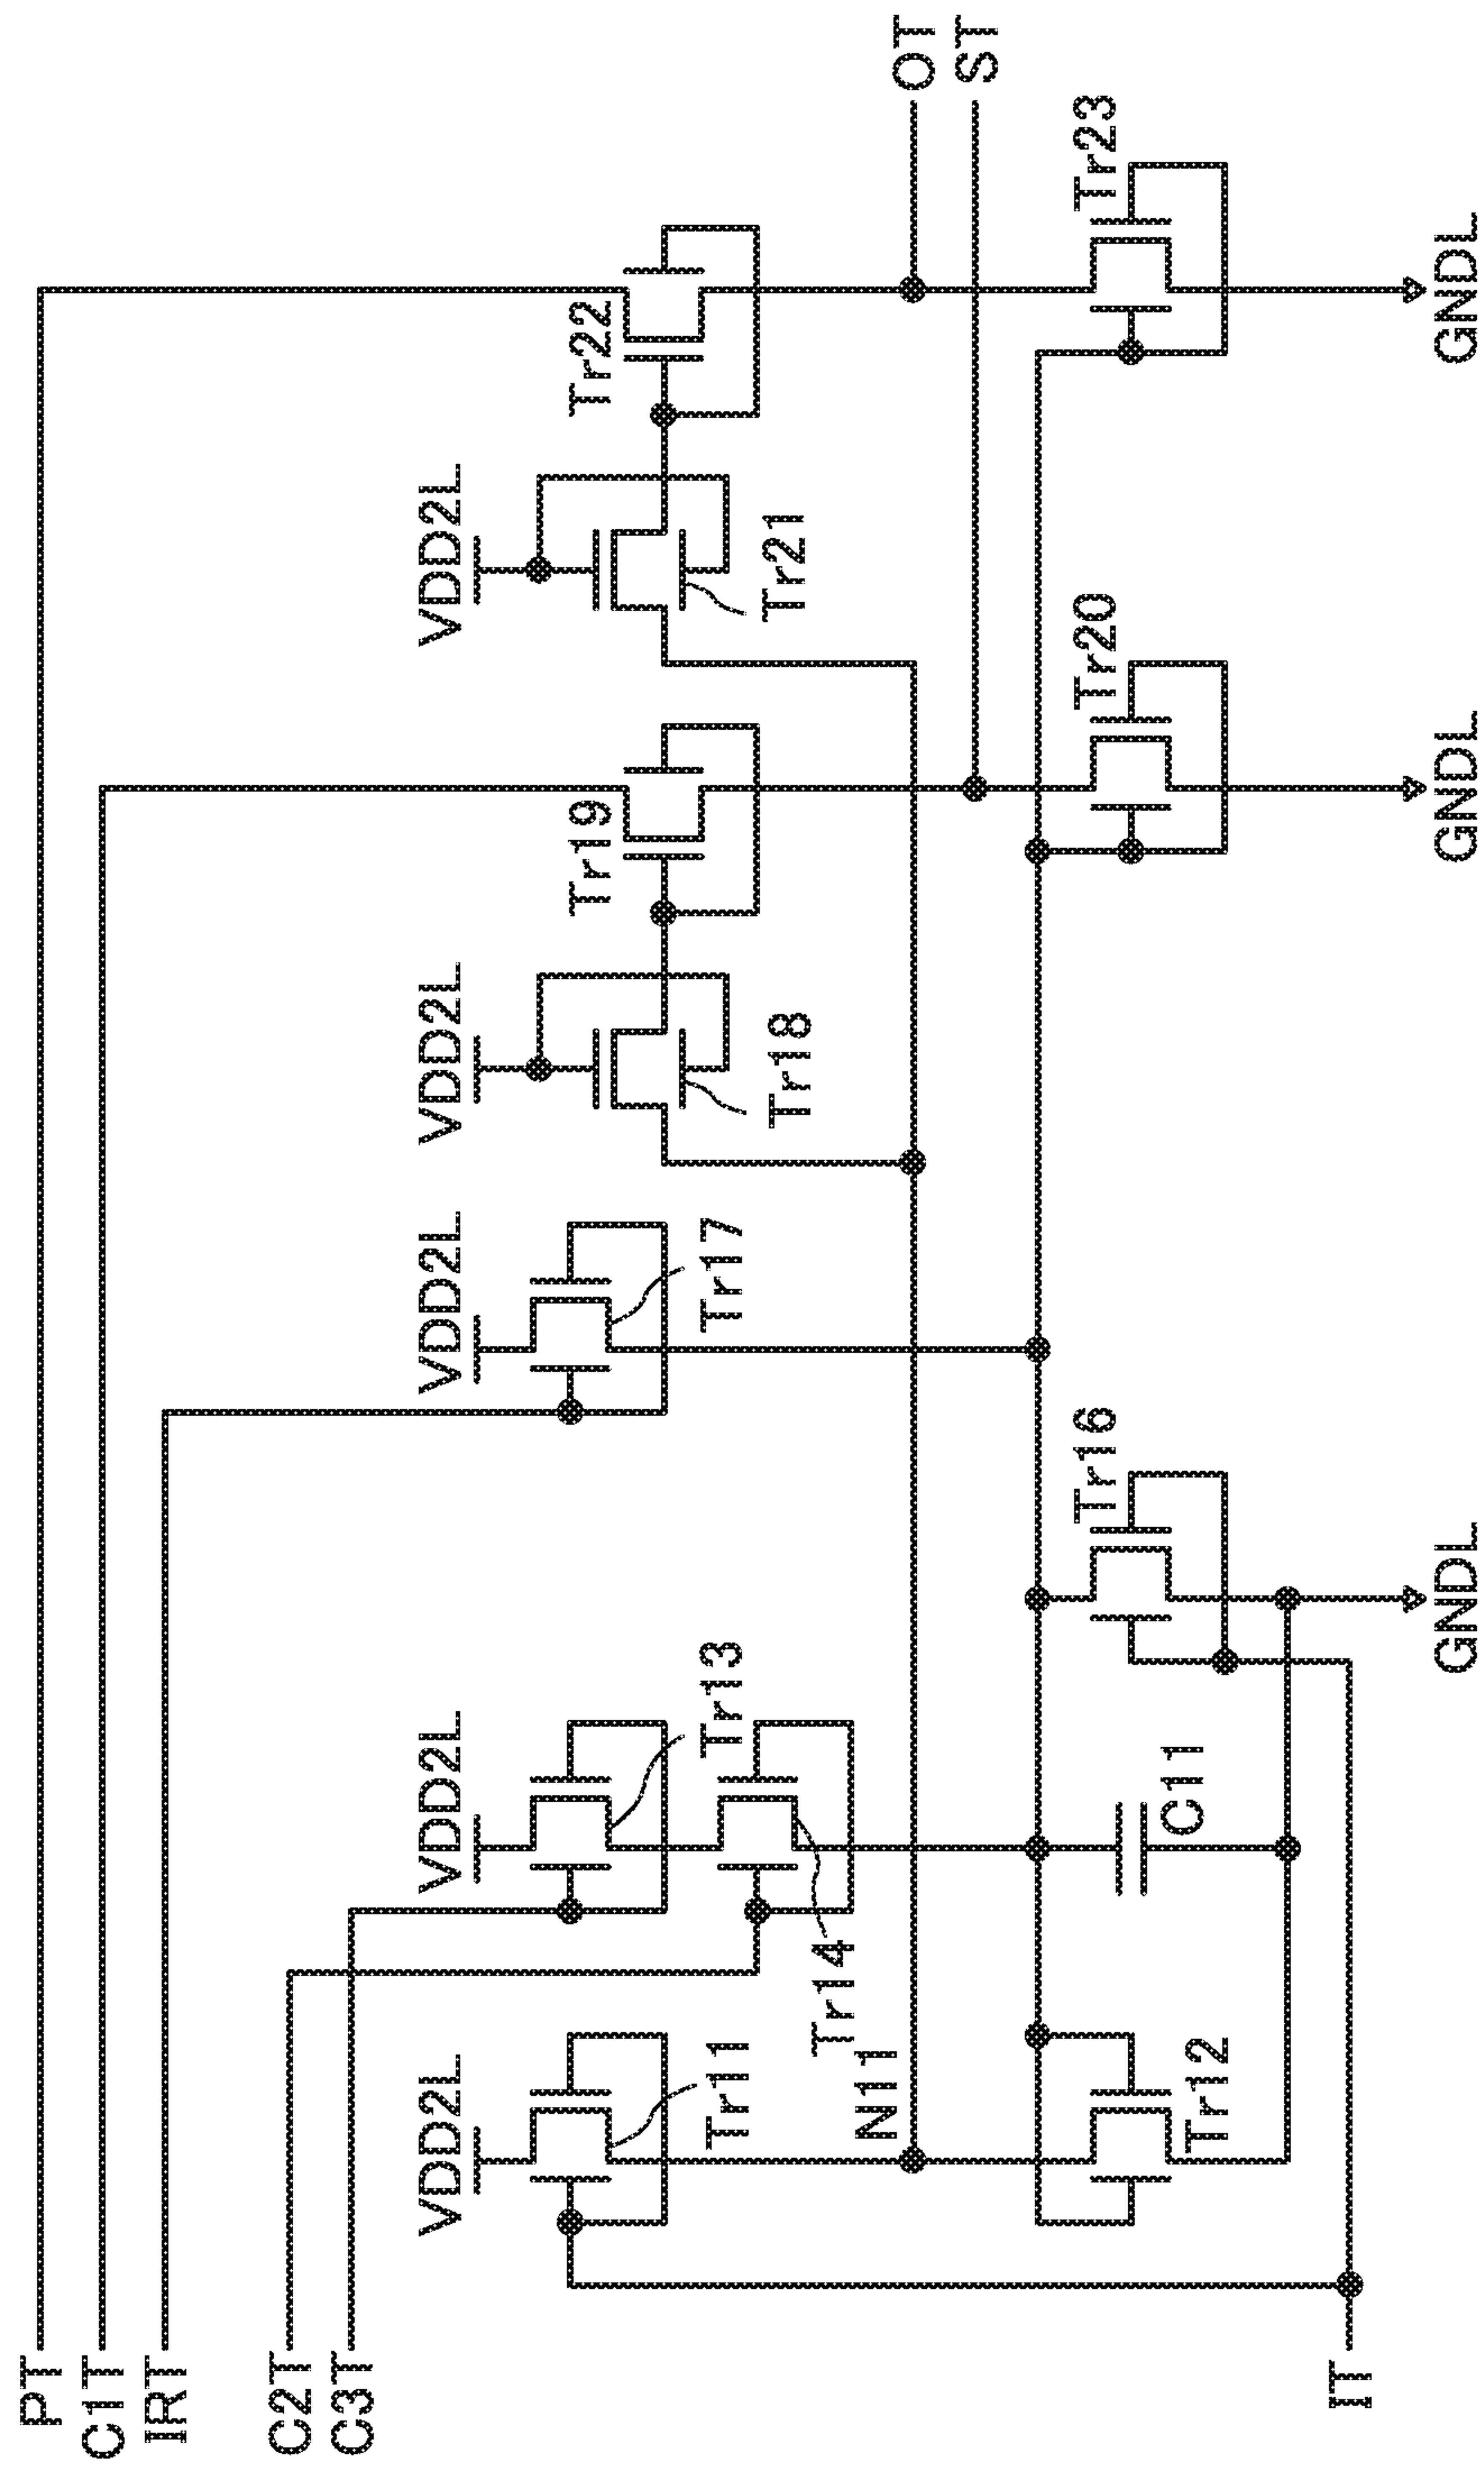 PT
C1T
IRT
C2T
C3T
IT
VDD2L
VDD2L
VDD2L
VDD2L
VDD2L
Tr11
Tr13
Tr14
N11
Tr17
Tr18
Tr19
Tr21
Tr22
OT
ST
Tr12
C11
Tr16
Tr20
Tr23
GNDL
GNDL
GNDL